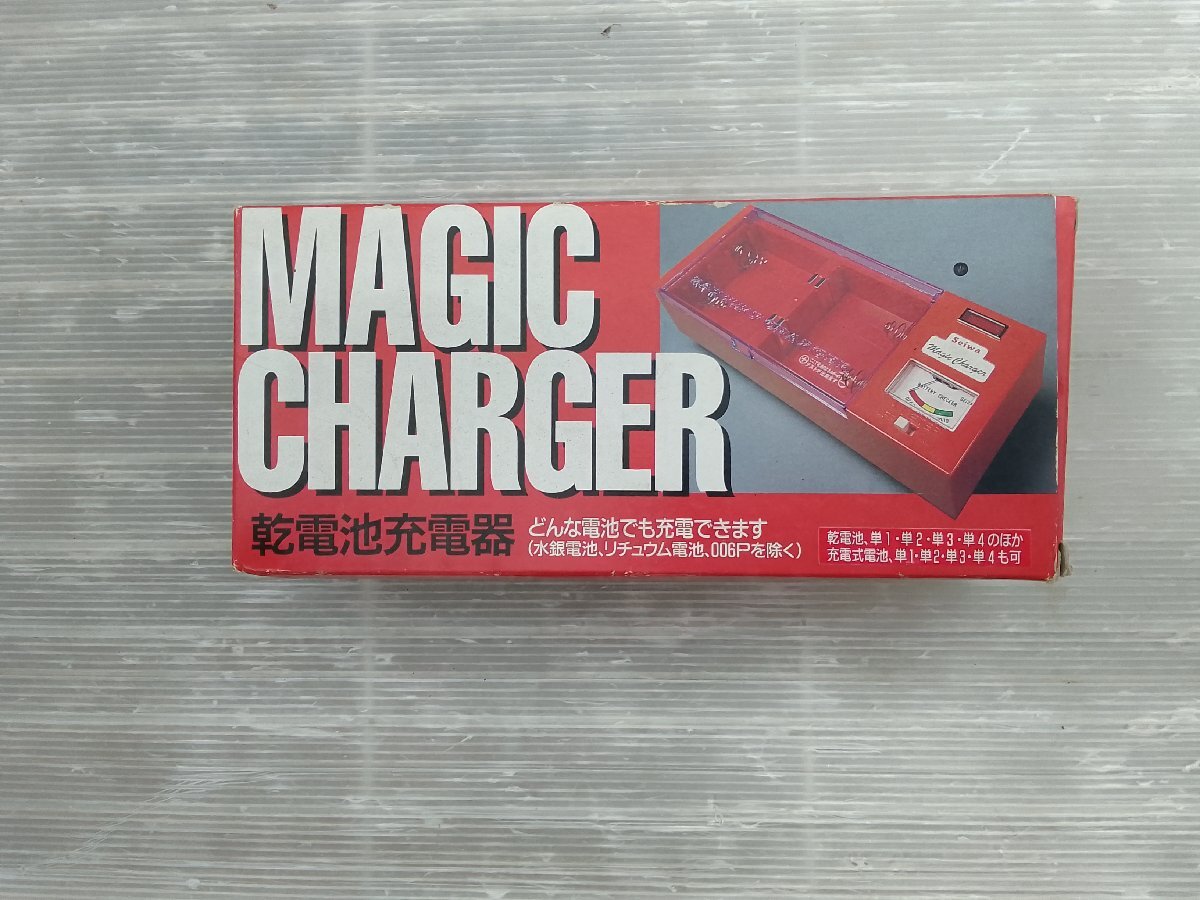 MAGIC
CHARGER
乾電池充電器
どんな電池でも充電できます
(水銀電池、リチュウム電池、006Pを除く)
乾電池、単1・単2・単3・単4のほか
充電式電池、単1・単2・単3・単4も可
Seiwa
Magic Charger
BATTERY CHECKER